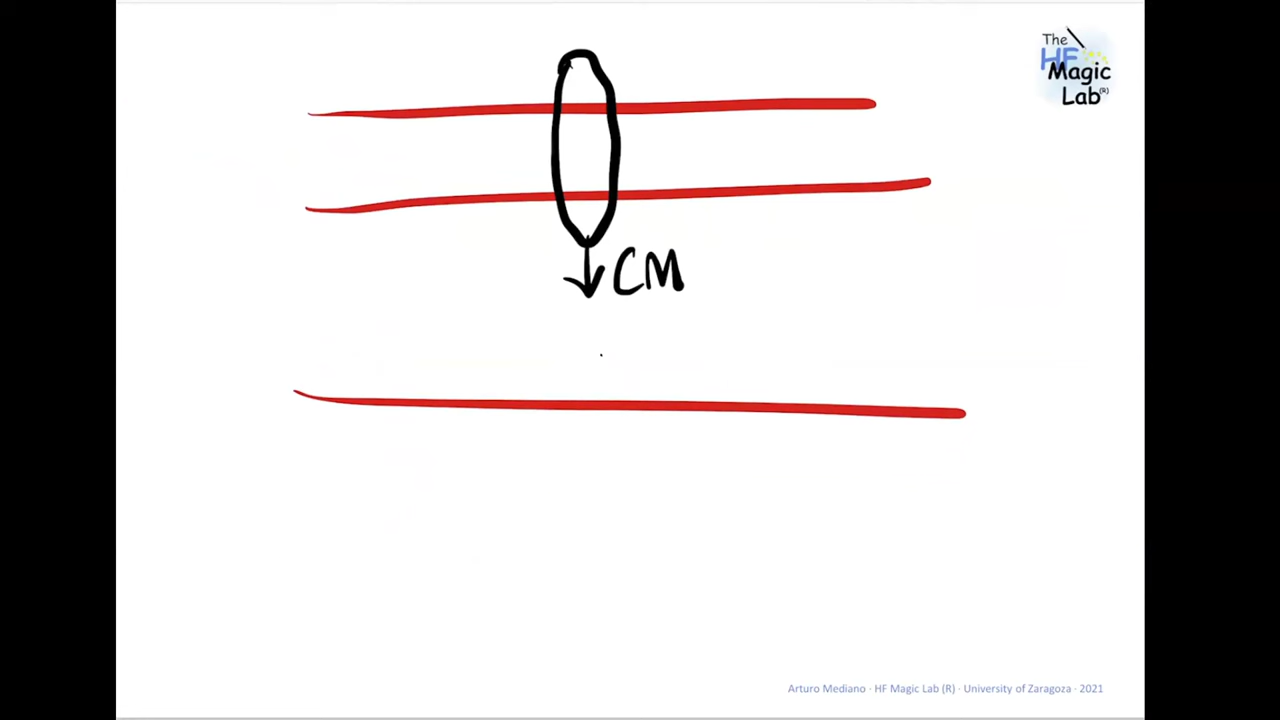 The
HF
Magic
Lab(R)
CM
Arturo Mediano · HF Magic Lab (R) · University of Zaragoza · 2021